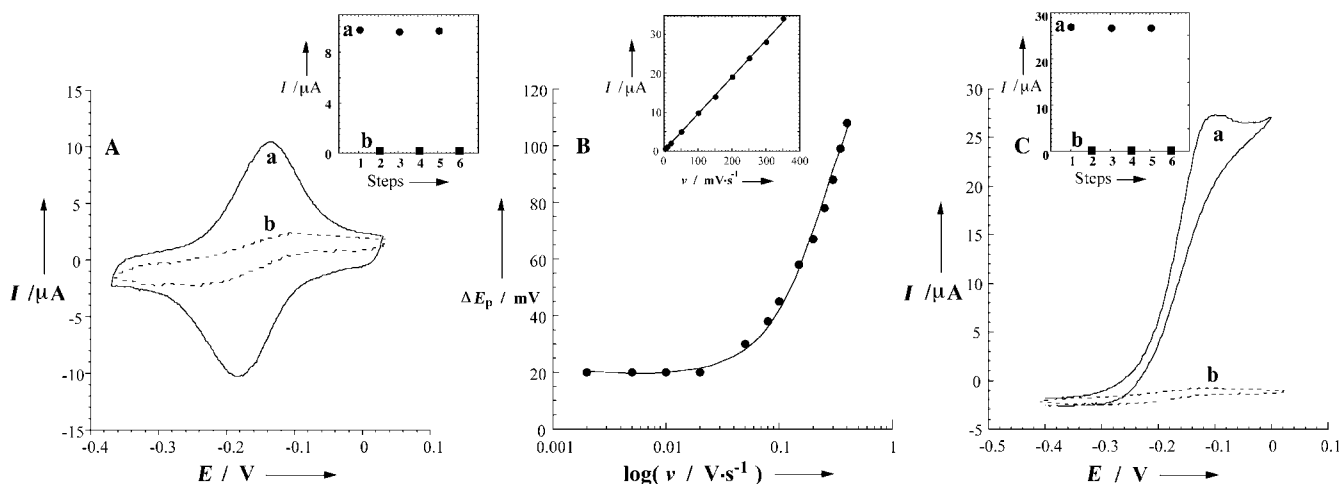 A
15
10
5
0
-5
-10
-15
I /μA
-0.4 -0.3 -0.2 -0.1 0 0.1
E / V
a
b
I /μA
8
4
0
a
b
1 2 3 4 5 6
Steps
B
120
100
80
60
40
20
0
ΔEp / mV
0.001 0.01 0.1 1
log( v / V·s-1 )
I /μA
30
20
10
0
0 100 200 300 400
v / mV·s-1
C
30
25
20
15
10
5
0
-5
I /μA
-0.5 -0.4 -0.3 -0.2 -0.1 0 0.1
E / V
a
b
I /μA
30
20
10
0
a
b
1 2 3 4 5 6
Steps